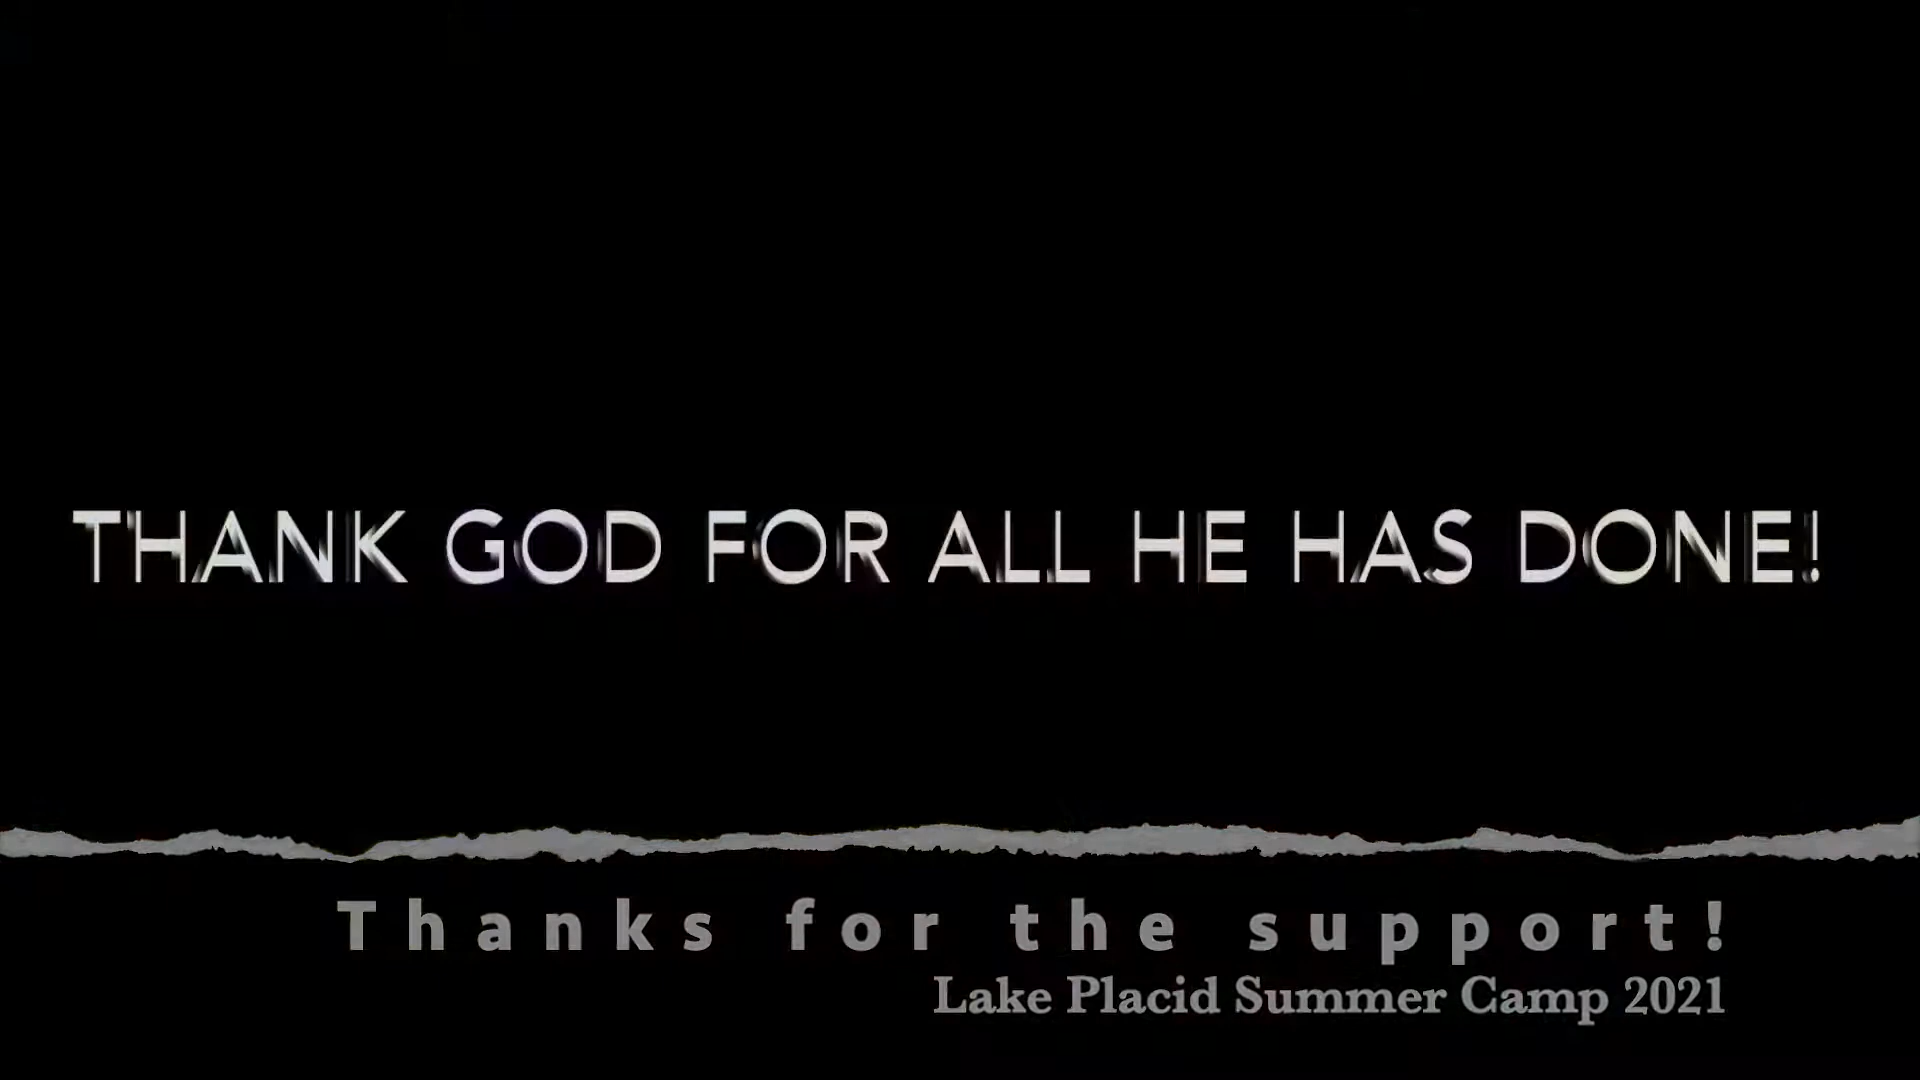 THANK GOD FOR ALL HE HAS DONE!
Thanks for the support!
Lake Placid Summer Camp 2021